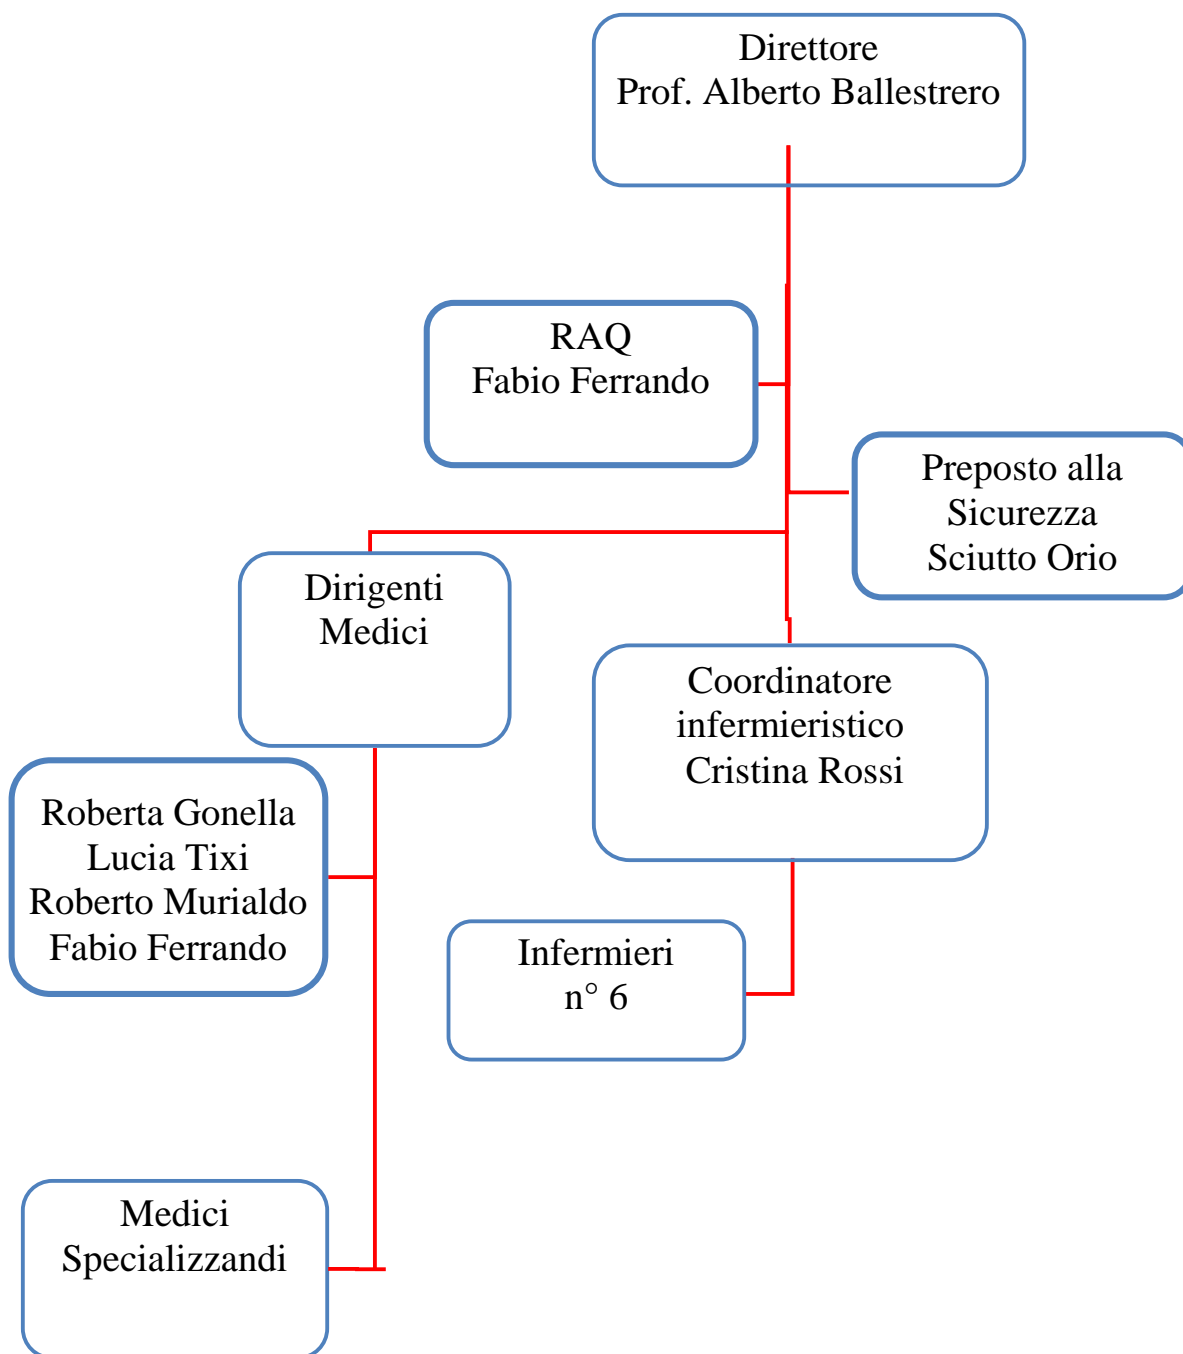 Direttore
Prof. Alberto Ballestrero
RAQ
Fabio Ferrando
Preposto alla
Sicurezza
Sciutto Orio
Dirigenti
Medici
Coordinatore
infermieristico
Cristina Rossi
Roberta Gonella
Lucia Tixi
Roberto Murialdo
Fabio Ferrando
Infermieri
n° 6
Medici
Specializzandi